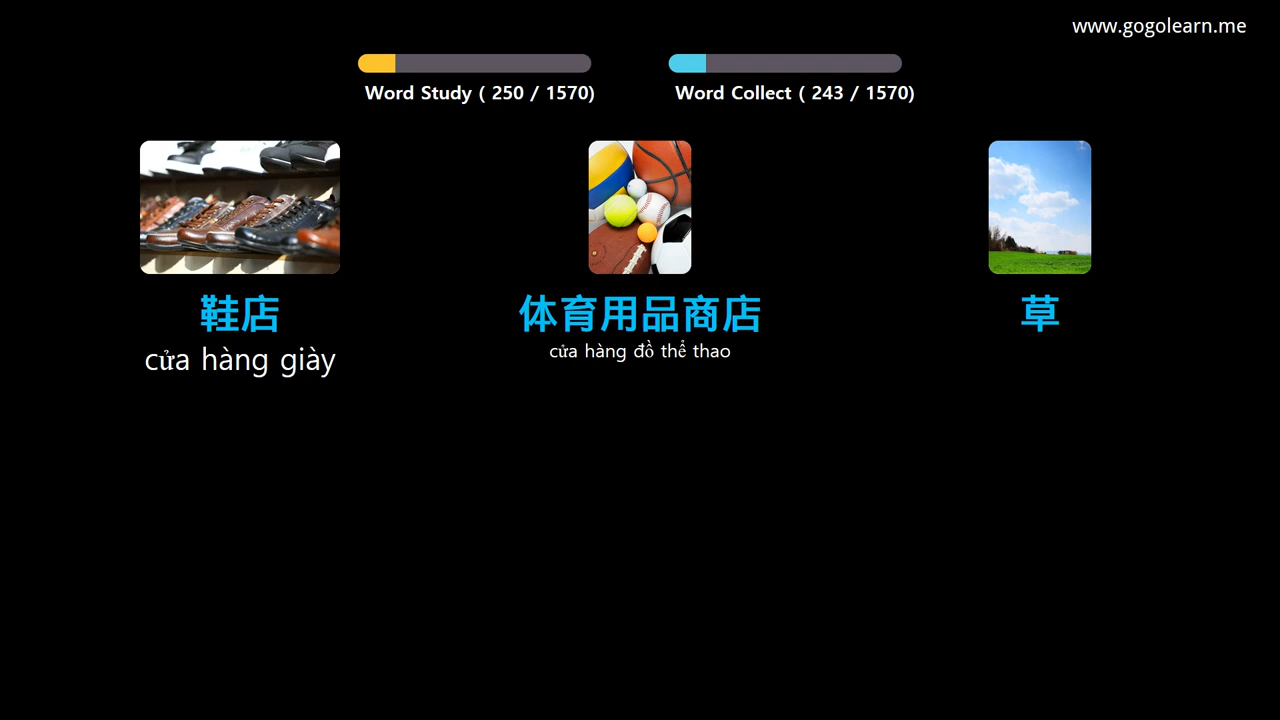 www.gogolearn.me
Word Study ( 250 / 1570)
Word Collect ( 243 / 1570)
鞋店
cửa hàng giày
体育用品商店
cửa hàng đồ thể thao
草